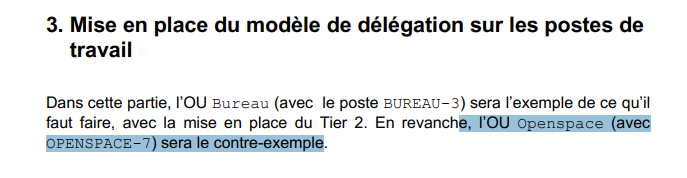 3. Mise en place du modèle de délégation sur les postes de
travail
Dans cette partie, l'OU Bureau (avec le poste BUREAU-3) sera l'exemple de ce qu'il
faut faire, avec la mise en place du Tier 2. En revanche, l'OU Openspace (avec
OPENSPACE-7) sera le contre-exemple.